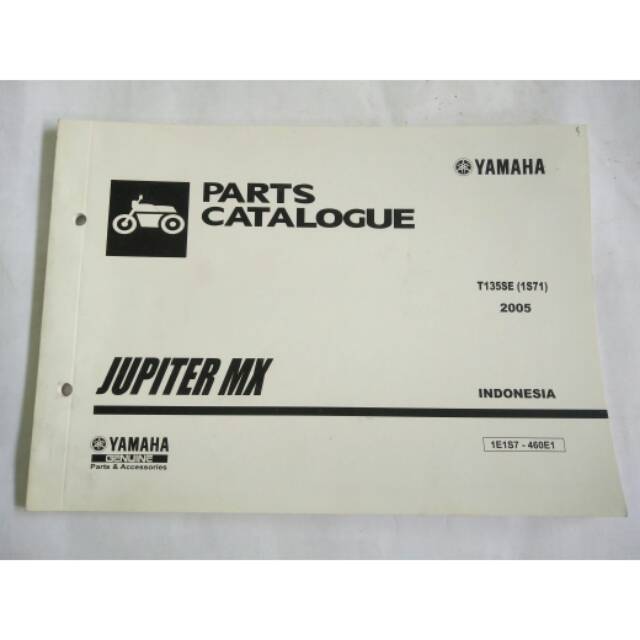 YAMAHA
PARTS
CATALOGUE
T135SE (1S71)
2005
JUPITER MX
INDONESIA
YAMAHA
GENUINE
Parts & Accessories
1E1S7 - 460E1